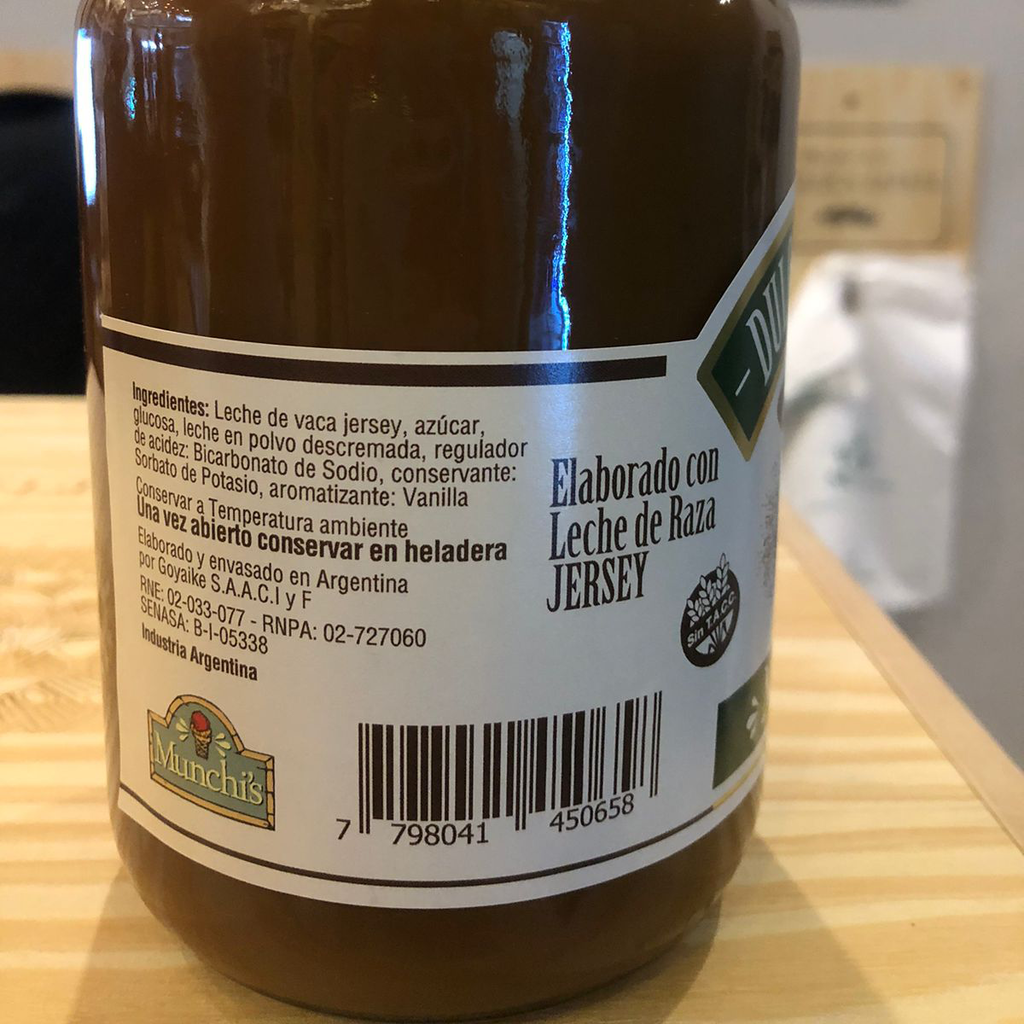 Ingredientes: Leche de vaca jersey, azúcar,
glucosa, leche en polvo descremada, regulador
de acidez: Bicarbonato de Sodio, conservante:
Sorbato de Potasio, aromatizante: Vanilla
Conservar a Temperatura ambiente
Una vez abierto conservar en heladera
Elaborado y envasado en Argentina
por Goyaike S.A.A.C.I y F
RNE: 02-033-077 - RNPA: 02-727060
SENASA: B-I-05338
Industria Argentina
Munchi's
7 798041 450658
Elaborado con
Leche de Raza
JERSEY
Sin T.A.C.C.